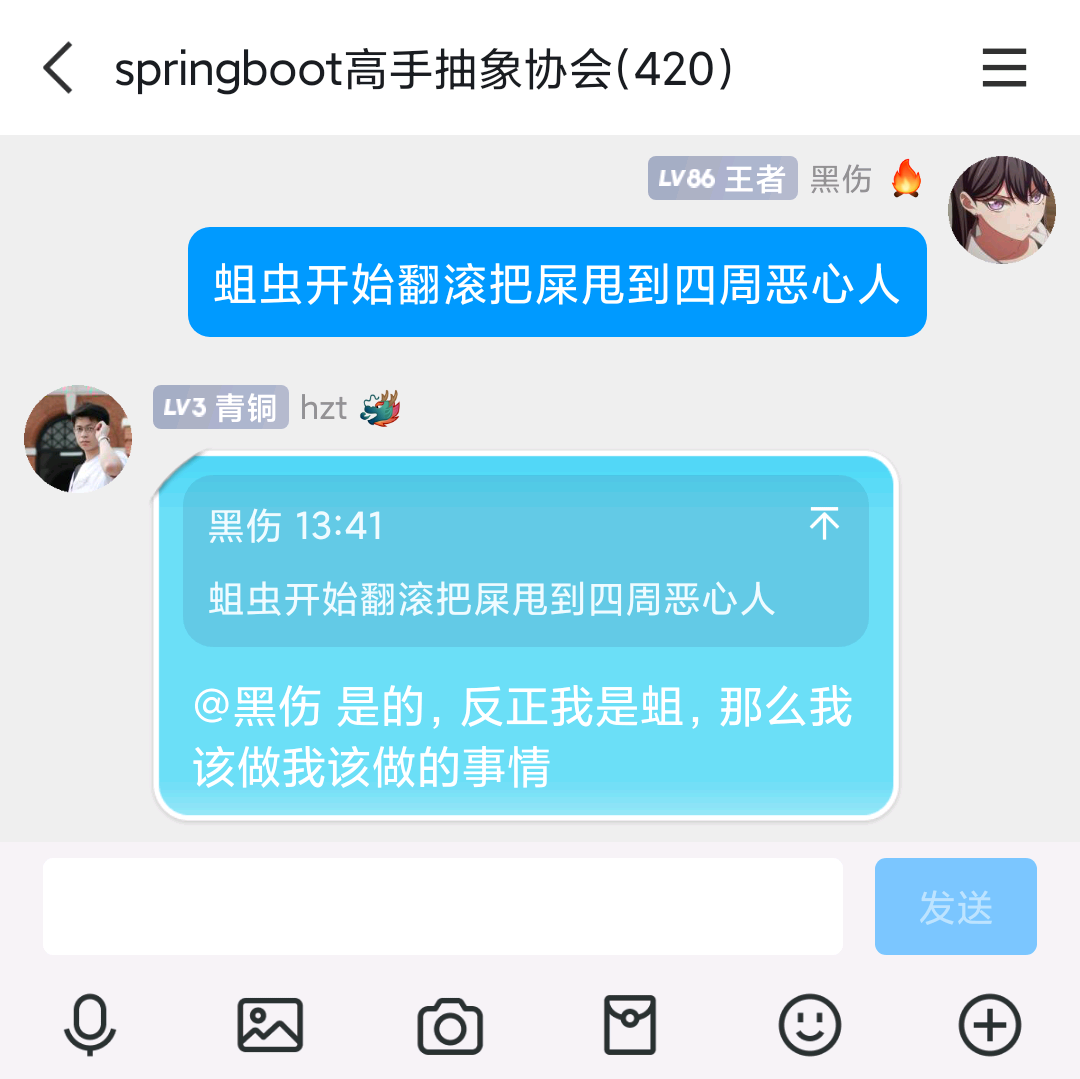 springboot高手抽象协会(420)
LV86 王者 黑伤
蛆虫开始翻滚把屎甩到四周恶心人
LV3 青铜 hzt
黑伤 13:41
蛆虫开始翻滚把屎甩到四周恶心人
@黑伤 是的, 反正我是蛆, 那么我
该做我该做的事情
发送